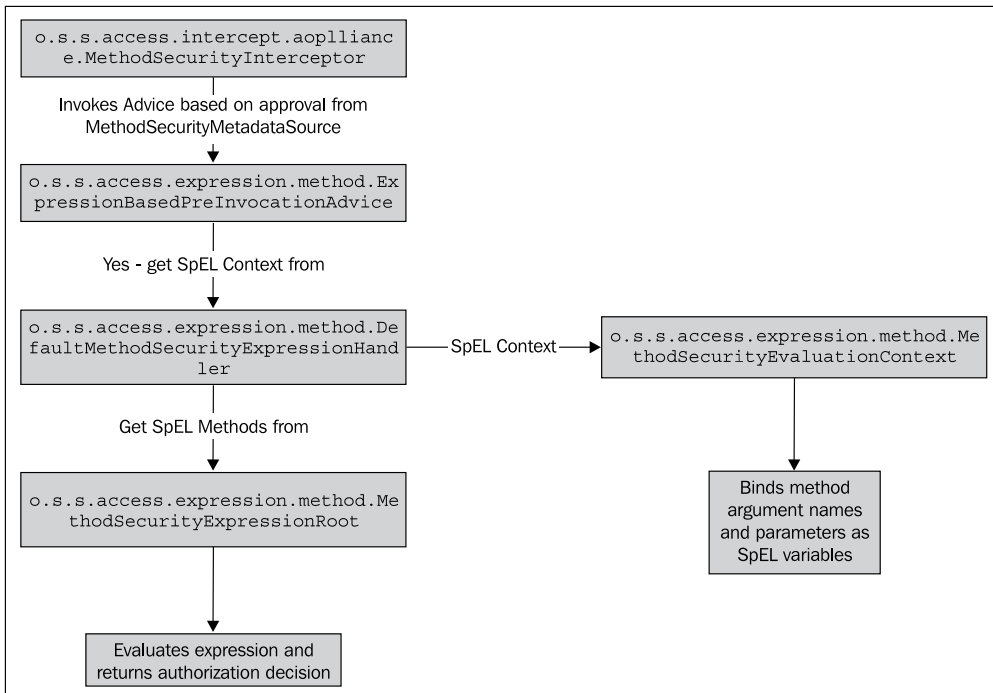 o.s.s.access.intercept.aopllianc
e.MethodSecurityInterceptor
Invokes Advice based on approval from
MethodSecurityMetadataSource
o.s.s.access.expression.method.Ex
pressionBasedPreInvocationAdvice
Yes - get SpEL Context from
o.s.s.access.expression.method.De
faultMethodSecurityExpressionHand
ler
SpEL Context
o.s.s.access.expression.method.Me
thodSecurityEvaluationContext
Get SpEL Methods from
o.s.s.access.expression.method.Me
thodSecurityExpressionRoot
Binds method
argument names
and parameters as
SpEL variables
Evaluates expression and
returns authorization decision